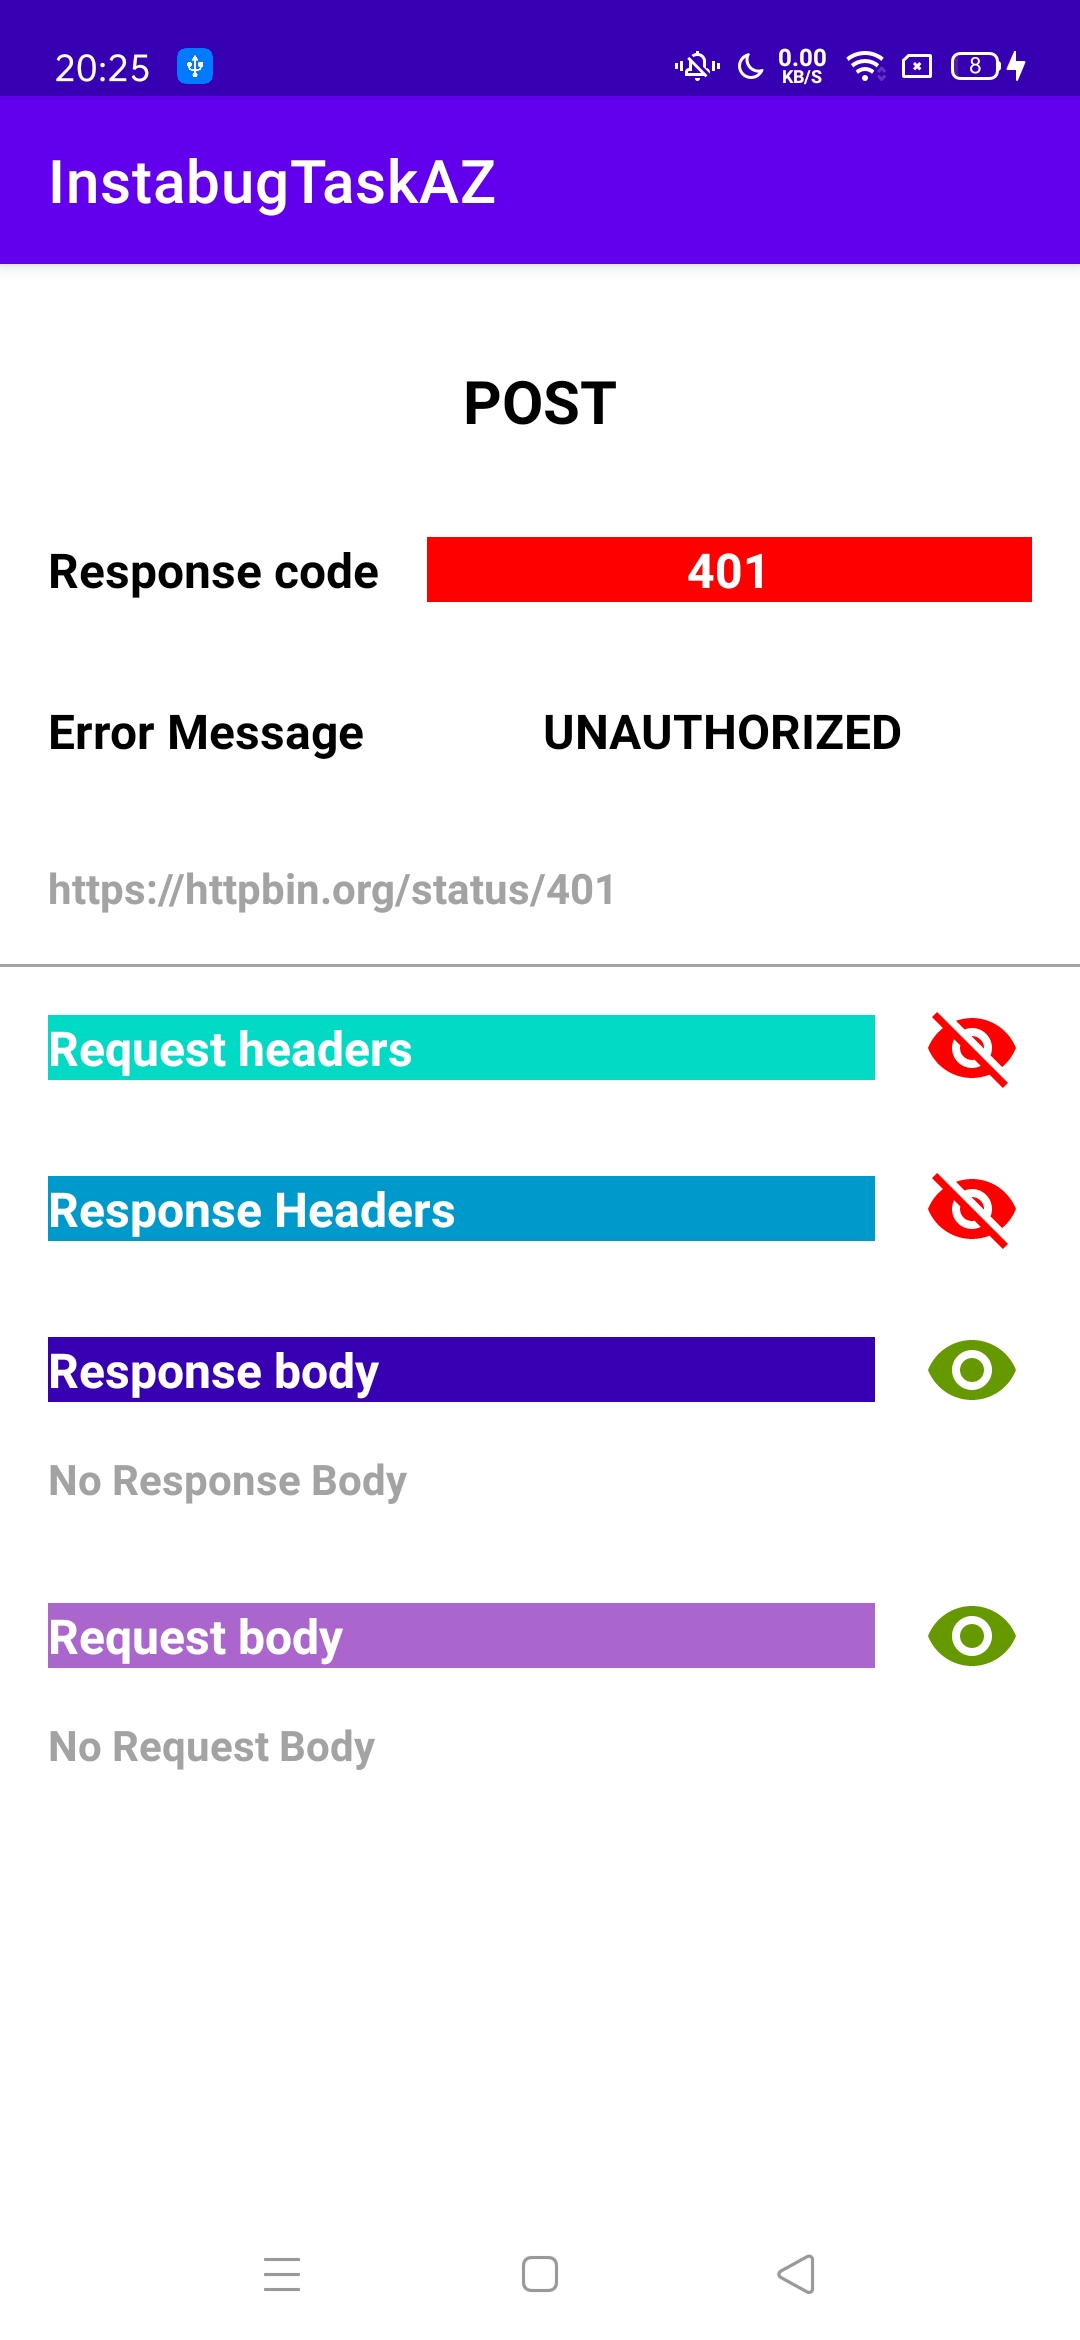 20:25
0.00
KB/S
8
InstabugTaskAZ
POST
Response code 401
Error Message UNAUTHORIZED
https://httpbin.org/status/401
Request headers
Response Headers
Response body
No Response Body
Request body
No Request Body